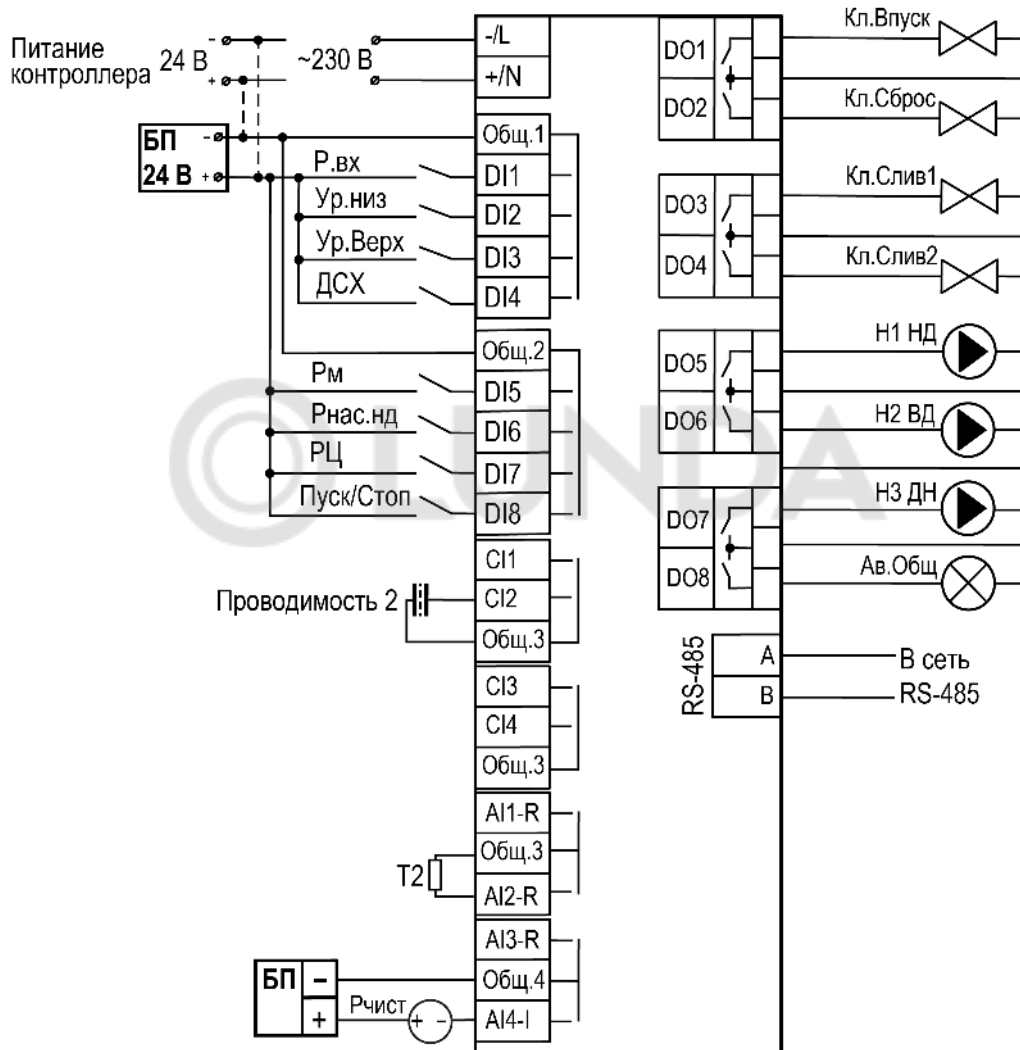 Питание
контроллера
24 В
-
+
~230 В
-/L
+/N
БП
24 В
-
+
Общ.1
Р.вх
DI1
Ур.низ
DI2
Ур.Верх
DI3
ДСХ
DI4
Общ.2
Рм
DI5
Рнас.нд
DI6
РЦ
DI7
Пуск/Стоп
DI8
CI1
Проводимость 2
CI2
Общ.3
CI3
CI4
Общ.3
AI1-R
Общ.3
T2
AI2-R
AI3-R
БП
-
+
Общ.4
Рчист
+ -
AI4-I
DO1
Кл.Впуск
DO2
Кл.Сброс
DO3
Кл.Слив1
DO4
Кл.Слив2
DO5
Н1 НД
DO6
Н2 ВД
DO7
Н3 ДН
DO8
Ав.Общ
RS-485
A
В сеть
B
RS-485
LUNDA